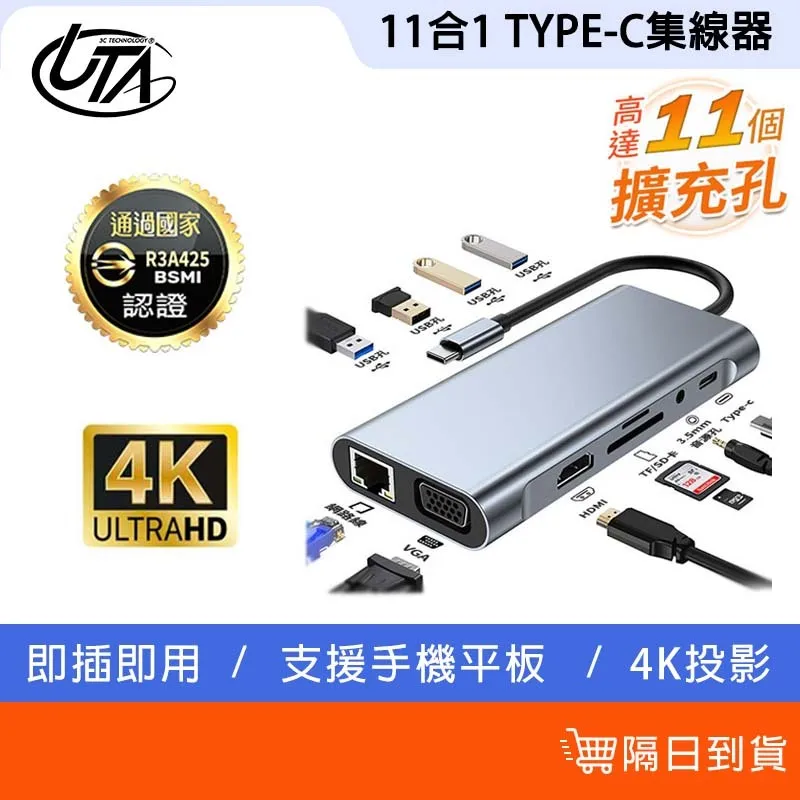 3C TECHNOLOGY®
UTA
11合1 TYPE-C集線器
高達11個
擴充孔
通過國家
R3A425
BSMI
認證
USB孔
USB孔
USB孔
USB孔
4K
ULTRAHD
Type-c
3.5mm
音源孔
TF/SD卡
HDMI
網路線
VGA
128
即插即用 / 支援手機平板 / 4K投影
隔日到貨